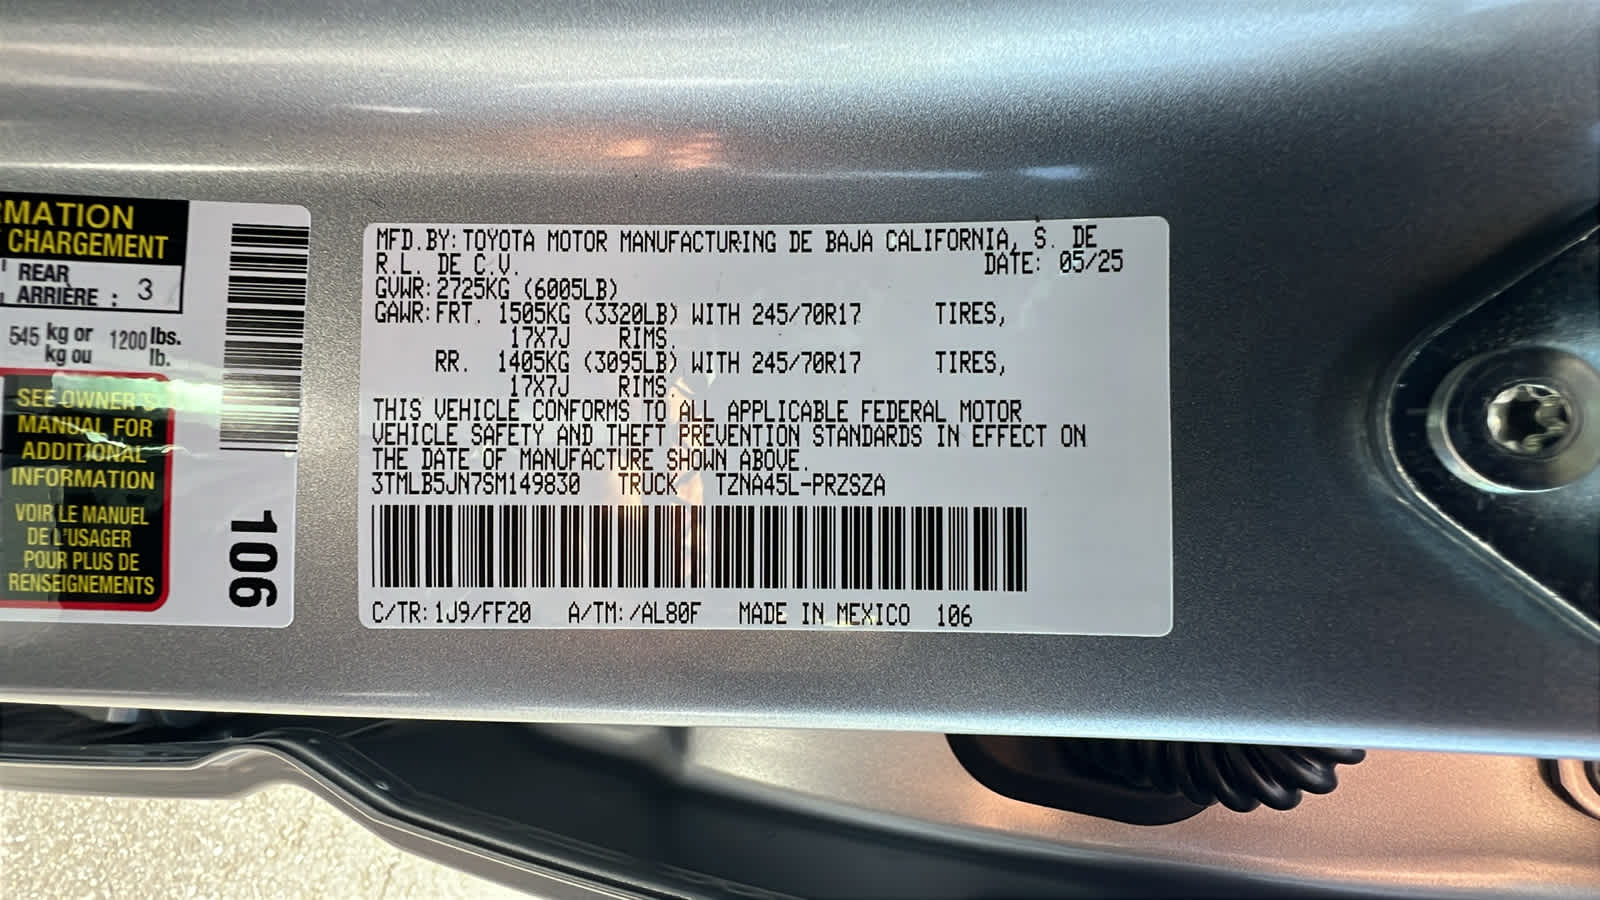 RMATION
CHARGEMENT
REAR
ARRIÈRE : 3
545 kg or 1200 lbs.
kg ou lb.
SEE OWNER'S
MANUAL FOR
ADDITIONAL
INFORMATION
VOIR LE MANUEL
DE L'USAGER
POUR PLUS DE
RENSEIGNEMENTS
106
MFD.BY:TOYOTA MOTOR MANUFACTURING DE BAJA CALIFORNIA, S. DE
R.L. DE C.V. DATE: 05/25
GVWR:2725KG (6005LB)
GAWR:FRT. 1505KG (3320LB) WITH 245/70R17 TIRES,
17X7J RIMS.
RR. 1405KG (3095LB) WITH 245/70R17 TIRES,
17X7J RIMS.
THIS VEHICLE CONFORMS TO ALL APPLICABLE FEDERAL MOTOR
VEHICLE SAFETY AND THEFT PREVENTION STANDARDS IN EFFECT ON
THE DATE OF MANUFACTURE SHOWN ABOVE.
3TMLB5JN7SM149830 TRUCK TZNA45L-PRZSZA
C/TR:1J9/FF20 A/TM:/AL80F MADE IN MEXICO 106